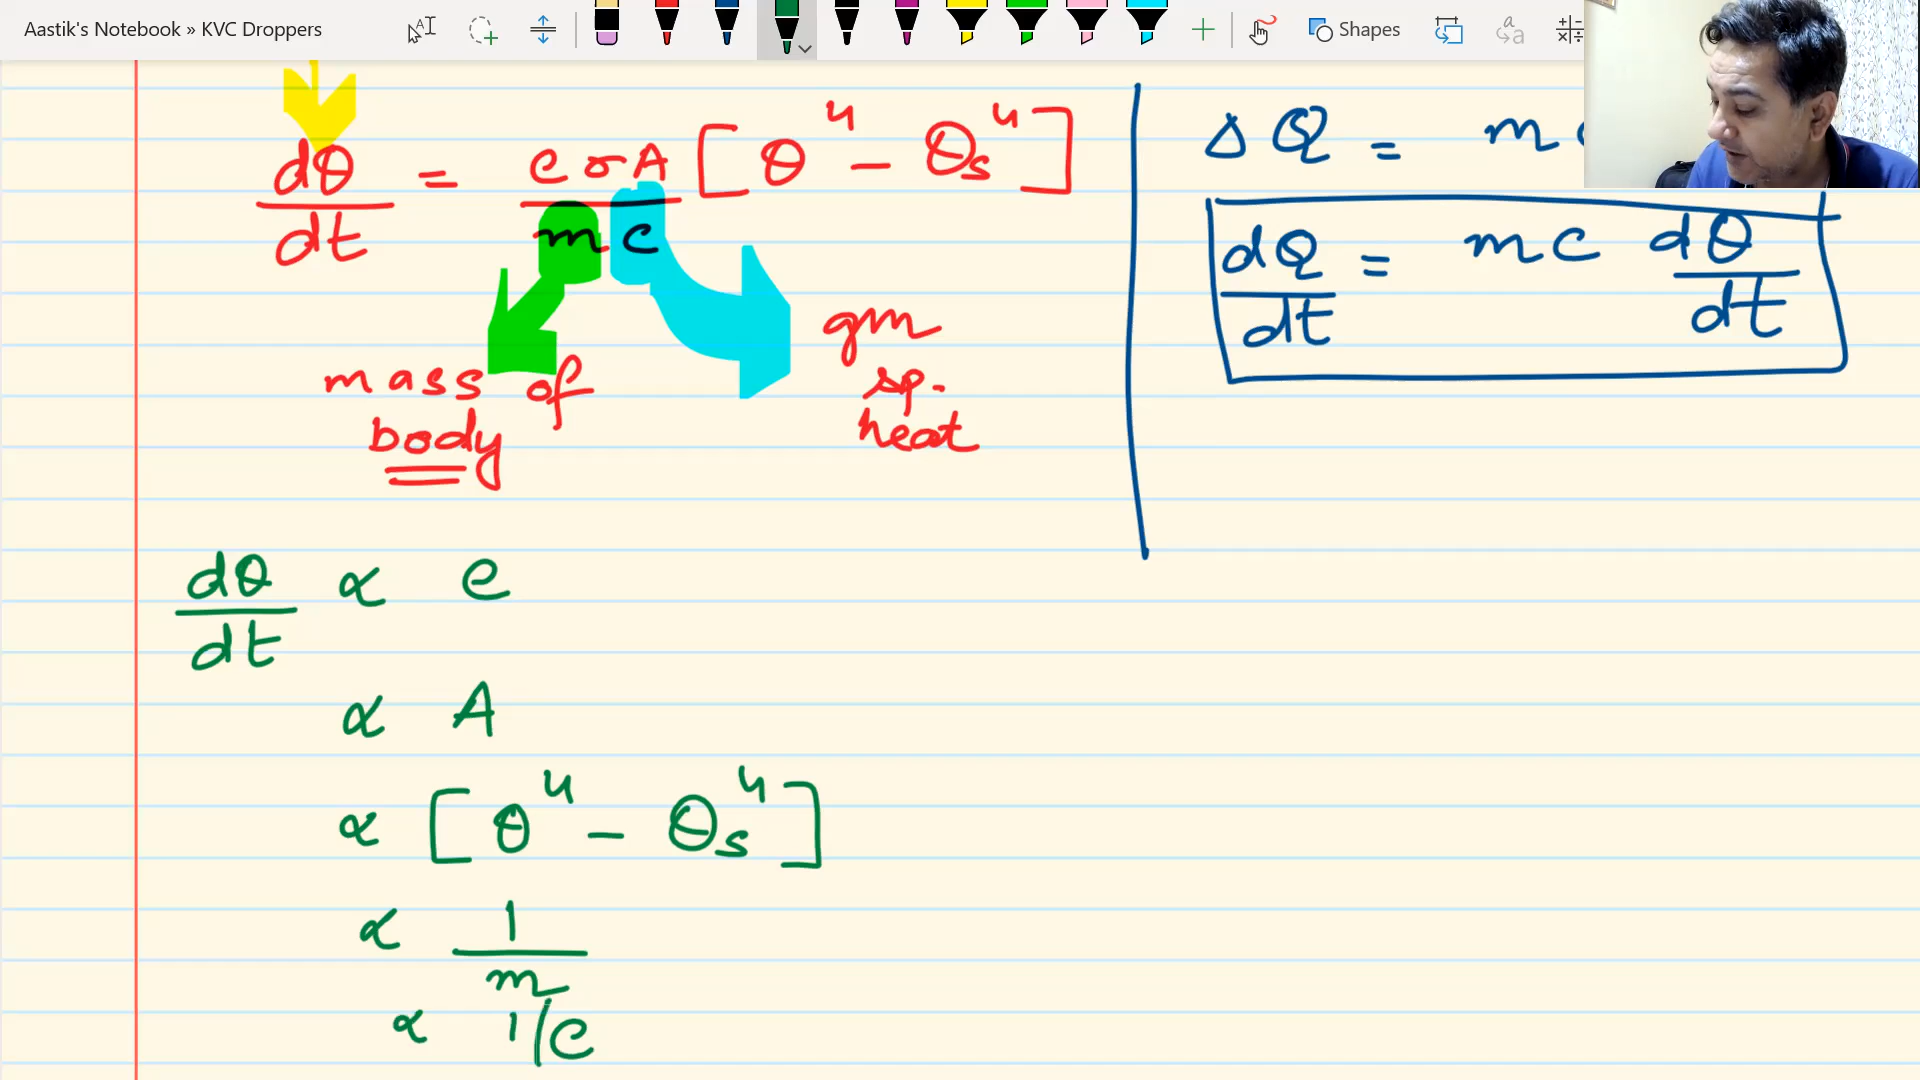 Aastik's Notebook » KVC Droppers
Shapes
dθ/dt = eσA/mc [θ⁴ - θs⁴]
mass of
body
gm
sp.
heat
ΔQ = m
dQ/dt = mc dθ/dt
dθ/dt ∝ e
∝ A
∝ [θ⁴ - θs⁴]
∝ 1/m
∝ 1/c